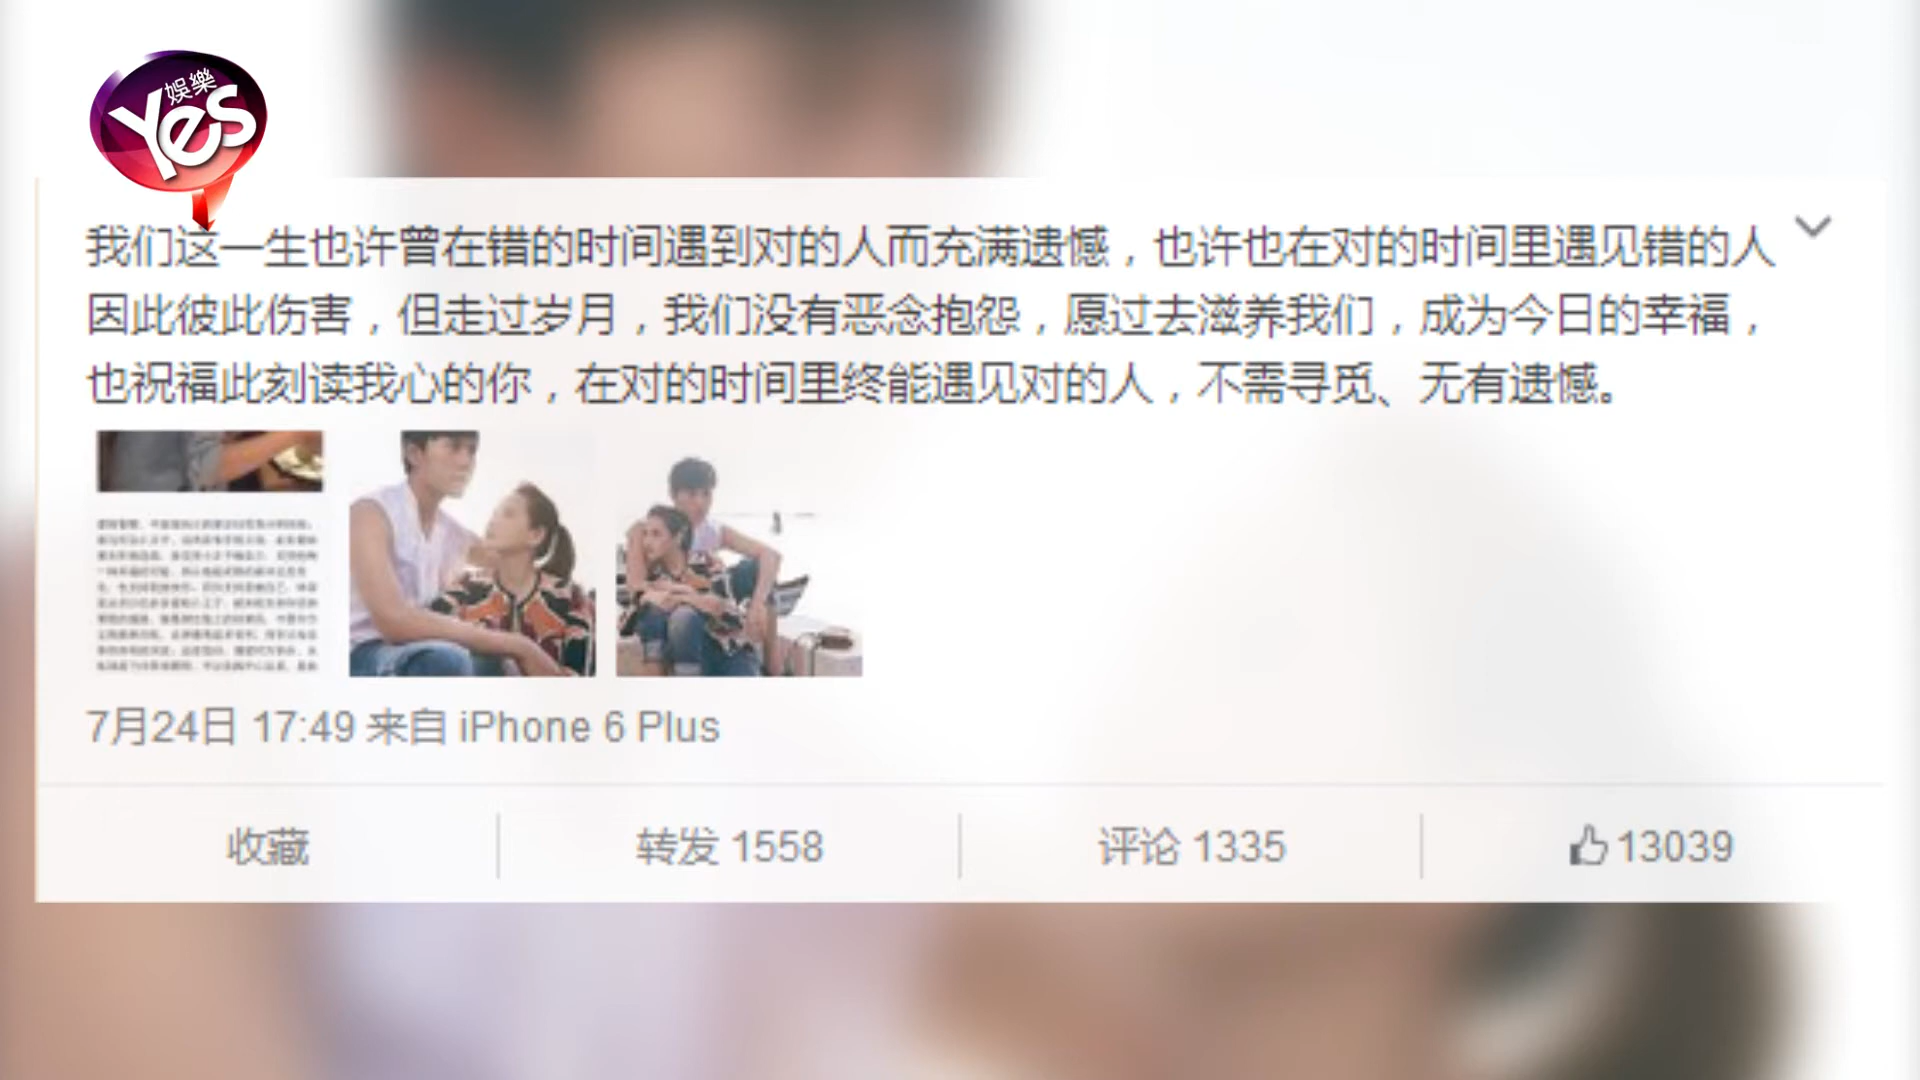 娛樂
Yes
我们这一生也许曾在错的时间遇到对的人而充满遗憾，也许也在对的时间里遇见错的人
因此彼此伤害，但走过岁月，我们没有恶念抱怨，愿过去滋养我们，成为今日的幸福，
也祝福此刻读我心的你，在对的时间里终能遇见对的人，不需寻觅、无有遗憾。
7月24日 17:49 来自 iPhone 6 Plus
收藏
转发 1558
评论 1335
13039